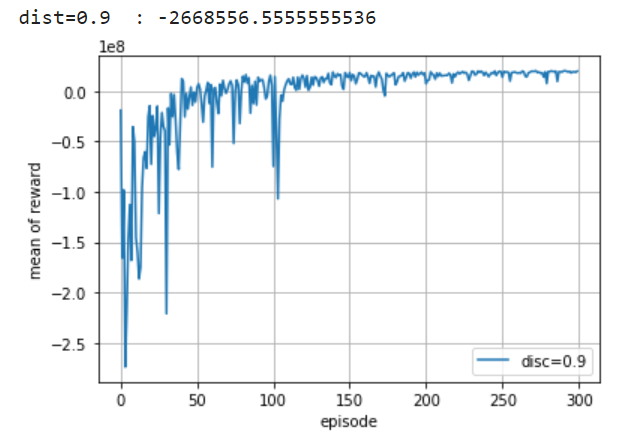 dist=0.9  : -2668556.5555555536
1e8
0.0
−0.5
−1.0
−1.5
−2.0
−2.5
mean of reward
disc=0.9
0 50 100 150 200 250 300
episode